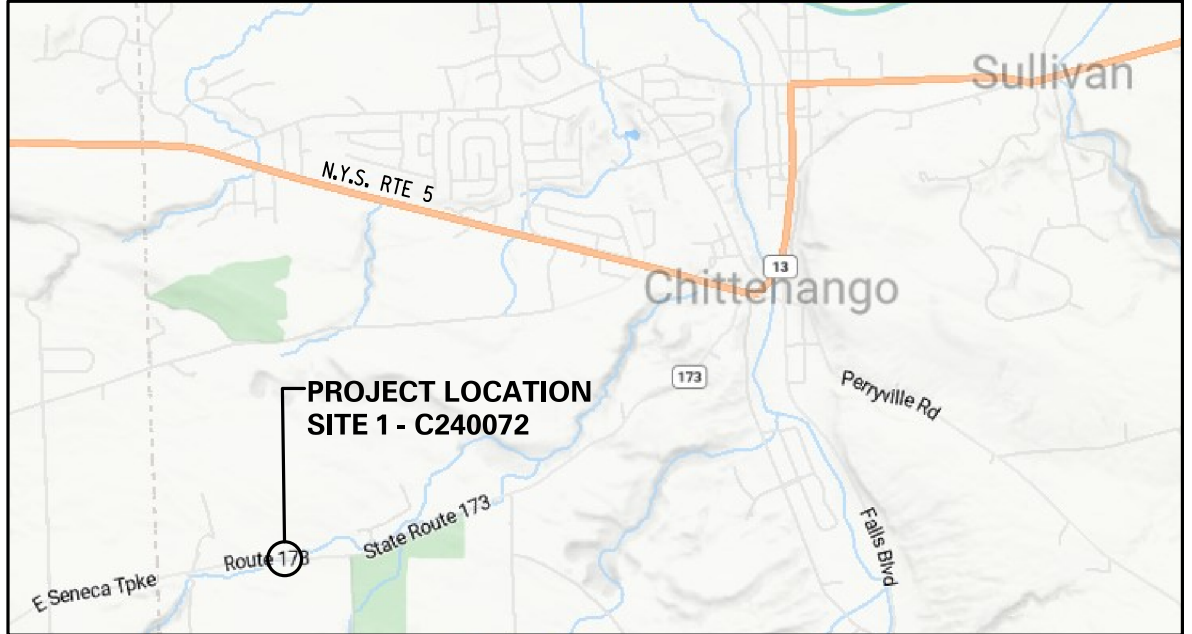 Sullivan
N.Y.S. RTE 5
13
Chittenango
173
Perryville Rd
PROJECT LOCATION
SITE 1 - C240072
State Route 173
Falls Blvd
Route 173
E Seneca Tpke